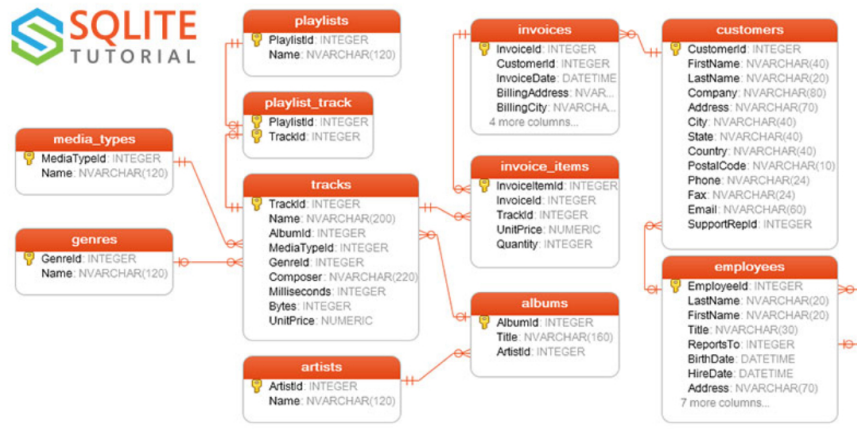 SQLITE
TUTORIAL
playlists
PlaylistId: INTEGER
Name: NVARCHAR(120)
playlist_track
PlaylistId: INTEGER
TrackId: INTEGER
media_types
MediaTypeId: INTEGER
Name: NVARCHAR(120)
genres
GenreId: INTEGER
Name: NVARCHAR(120)
tracks
TrackId: INTEGER
Name: NVARCHAR(200)
AlbumId: INTEGER
MediaTypeId: INTEGER
GenreId: INTEGER
Composer: NVARCHAR(220)
Milliseconds: INTEGER
Bytes: INTEGER
UnitPrice: NUMERIC
artists
ArtistId: INTEGER
Name: NVARCHAR(120)
invoices
InvoiceId: INTEGER
CustomerId: INTEGER
InvoiceDate: DATETIME
BillingAddress: NVAR...
BillingCity: NVARCHA...
4 more columns...
invoice_items
InvoiceItemId: INTEGER
InvoiceId: INTEGER
TrackId: INTEGER
UnitPrice: NUMERIC
Quantity: INTEGER
albums
AlbumId: INTEGER
Title: NVARCHAR(160)
ArtistId: INTEGER
customers
CustomerId: INTEGER
FirstName: NVARCHAR(40)
LastName: NVARCHAR(20)
Company: NVARCHAR(80)
Address: NVARCHAR(70)
City: NVARCHAR(40)
State: NVARCHAR(40)
Country: NVARCHAR(40)
PostalCode: NVARCHAR(10)
Phone: NVARCHAR(24)
Fax: NVARCHAR(24)
Email: NVARCHAR(60)
SupportRepId: INTEGER
employees
EmployeeId: INTEGER
LastName: NVARCHAR(20)
FirstName: NVARCHAR(20)
Title: NVARCHAR(30)
ReportsTo: INTEGER
BirthDate: DATETIME
HireDate: DATETIME
Address: NVARCHAR(70)
7 more columns...